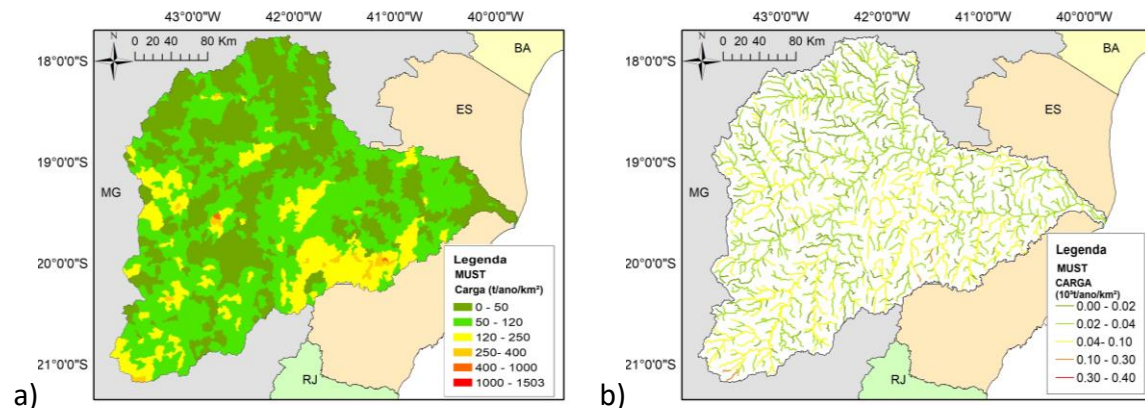 43°0'0"W 42°0'0"W 41°0'0"W 40°0'0"W
N
0 20 40 80 Km
BA
18°0'0"S
ES
19°0'0"S
MG
20°0'0"S
Legenda
MUST
Carga (t/ano/km²)
0 - 50
50 - 120
120 - 250
250- 400
400 - 1000
1000 - 1503
21°0'0"S
RJ
a)
43°0'0"W 42°0'0"W 41°0'0"W 40°0'0"W
N
0 20 40 80 Km
BA
18°0'0"S
ES
19°0'0"S
MG
20°0'0"S
Legenda
MUST
CARGA
(10³t/ano/km²)
0.00 - 0.02
0.02 - 0.04
0.04- 0.10
0.10 - 0.30
0.30 - 0.40
21°0'0"S
RJ
b)